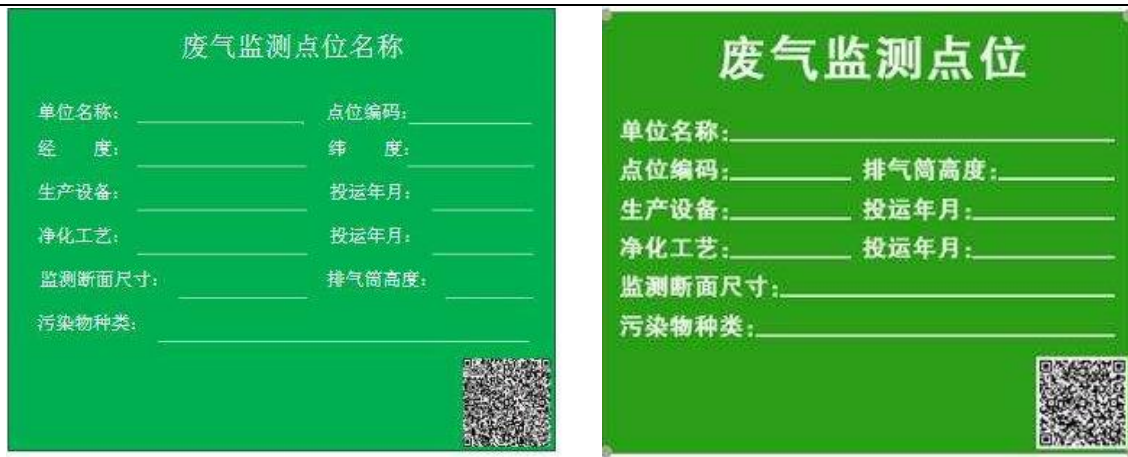 废气监测点位名称
单位名称： 点位编码：
经 度： 纬 度：
生产设备： 投运年月：
净化工艺： 投运年月：
监测断面尺寸： 排气筒高度：
污染物种类：
废气监测点位
单位名称：
点位编码： 排气筒高度：
生产设备： 投运年月：
净化工艺： 投运年月：
监测断面尺寸：
污染物种类：